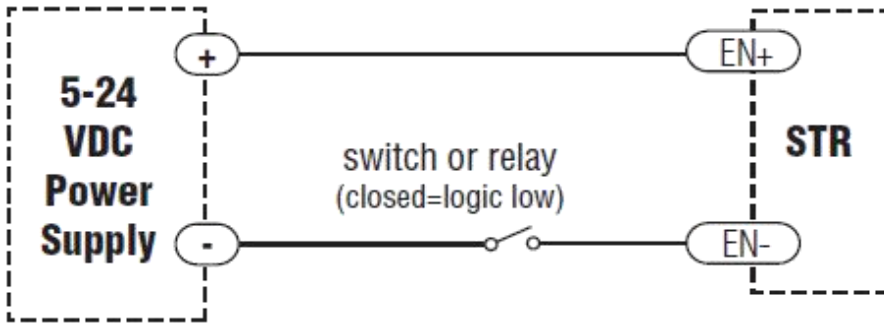 5-24
VDC
Power
Supply
+
-
switch or relay
(closed=logic low)
EN+
EN-
STR